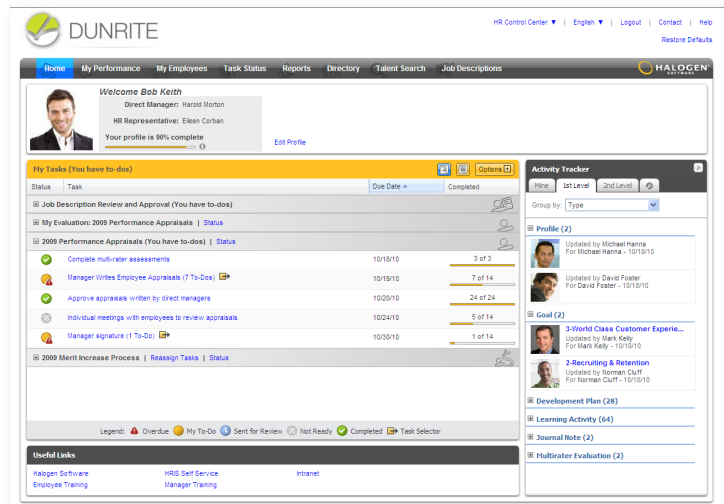 DUNRITE
HR Control Center ▼ | English ▼ | Logout | Contact | Help
Restore Defaults
Home My Performance My Employees Task Status Reports Directory Talent Search Job Descriptions
HALOGEN
SOFTWARE
Welcome Bob Keith
Direct Manager: Harold Morton
HR Representative: Eileen Corban
Your profile is 90% complete
Edit Profile
My Tasks (You have to-dos)
Options
Status Task Due Date Completed
Job Description Review and Approval (You have to-dos)
My Evaluation: 2009 Performance Appraisals | Status
2009 Performance Appraisals (You have to-dos) | Status
Complete multi-rater assessments 10/18/10 3 of 3
Manager Writes Employee Appraisals (7 To-Dos) 10/19/10 7 of 14
Approve appraisals written by direct managers 10/20/10 24 of 24
Individual meetings with employees to review appraisals 10/24/10 5 of 14
Manager signature (1 To-Do) 10/30/10 1 of 14
2009 Merit Increase Process | Reassign Tasks | Status
Legend: Overdue My To-Do Sent for Review Not Ready Completed Task Selector
Useful Links
Halogen Software HRIS Self Service Intranet
Employee Training Manager Training
Activity Tracker
Mine 1st Level 2nd Level
Group by: Type
Profile (2)
Updated by Michael Hanna
For Michael Hanna - 10/18/10
Updated by David Foster
For David Foster - 10/18/10
Goal (2)
3-World Class Customer Experie...
Updated by Mark Kelly
For Mark Kelly - 10/18/10
2-Recruiting & Retention
Updated by Norman Cluff
For Norman Cluff - 10/18/10
Development Plan (28)
Learning Activity (64)
Journal Note (2)
Multirater Evaluation (2)